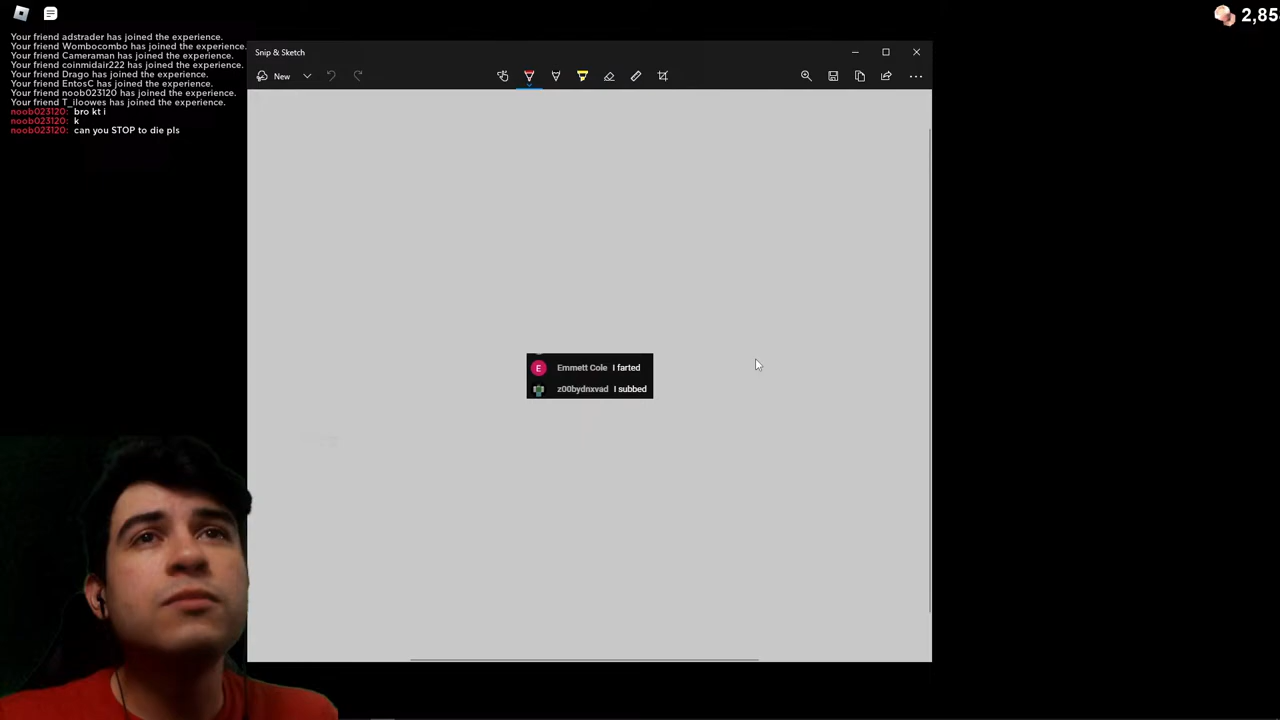 2,85
Your friend adstrader has joined the experience.
Your friend Wombocombo has joined the experience.
Your friend Cameraman has joined the experience.
Your friend coinmidair222 has joined the experience.
Your friend Drago has joined the experience.
Your friend EntosC has joined the experience.
Your friend noob023120 has joined the experience.
Your friend T_iloowes has joined the experience.
noob023120: bro kt i
noob023120: k
noob023120: can you STOP to die pls
Snip & Sketch
New
E Emmett Cole I farted
z00bydnxvad I subbed